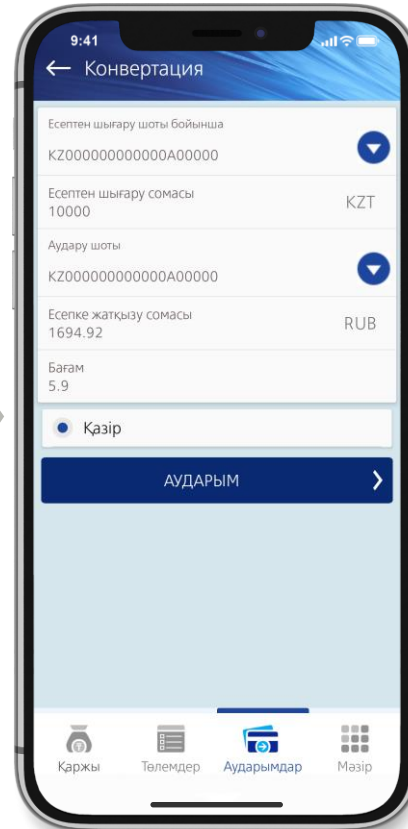 9:41
Конвертация
Есептен шығару шоты бойынша
KZ000000000000A00000
Есептен шығару сомасы
10000
KZT
Аудару шоты
KZ000000000000A00000
Есепке жатқызу сомасы
1694.92
RUB
Бағам
5.9
Қазір
АУДАРЫМ
Қаржы
Төлемдер
Аударымдар
Мәзір